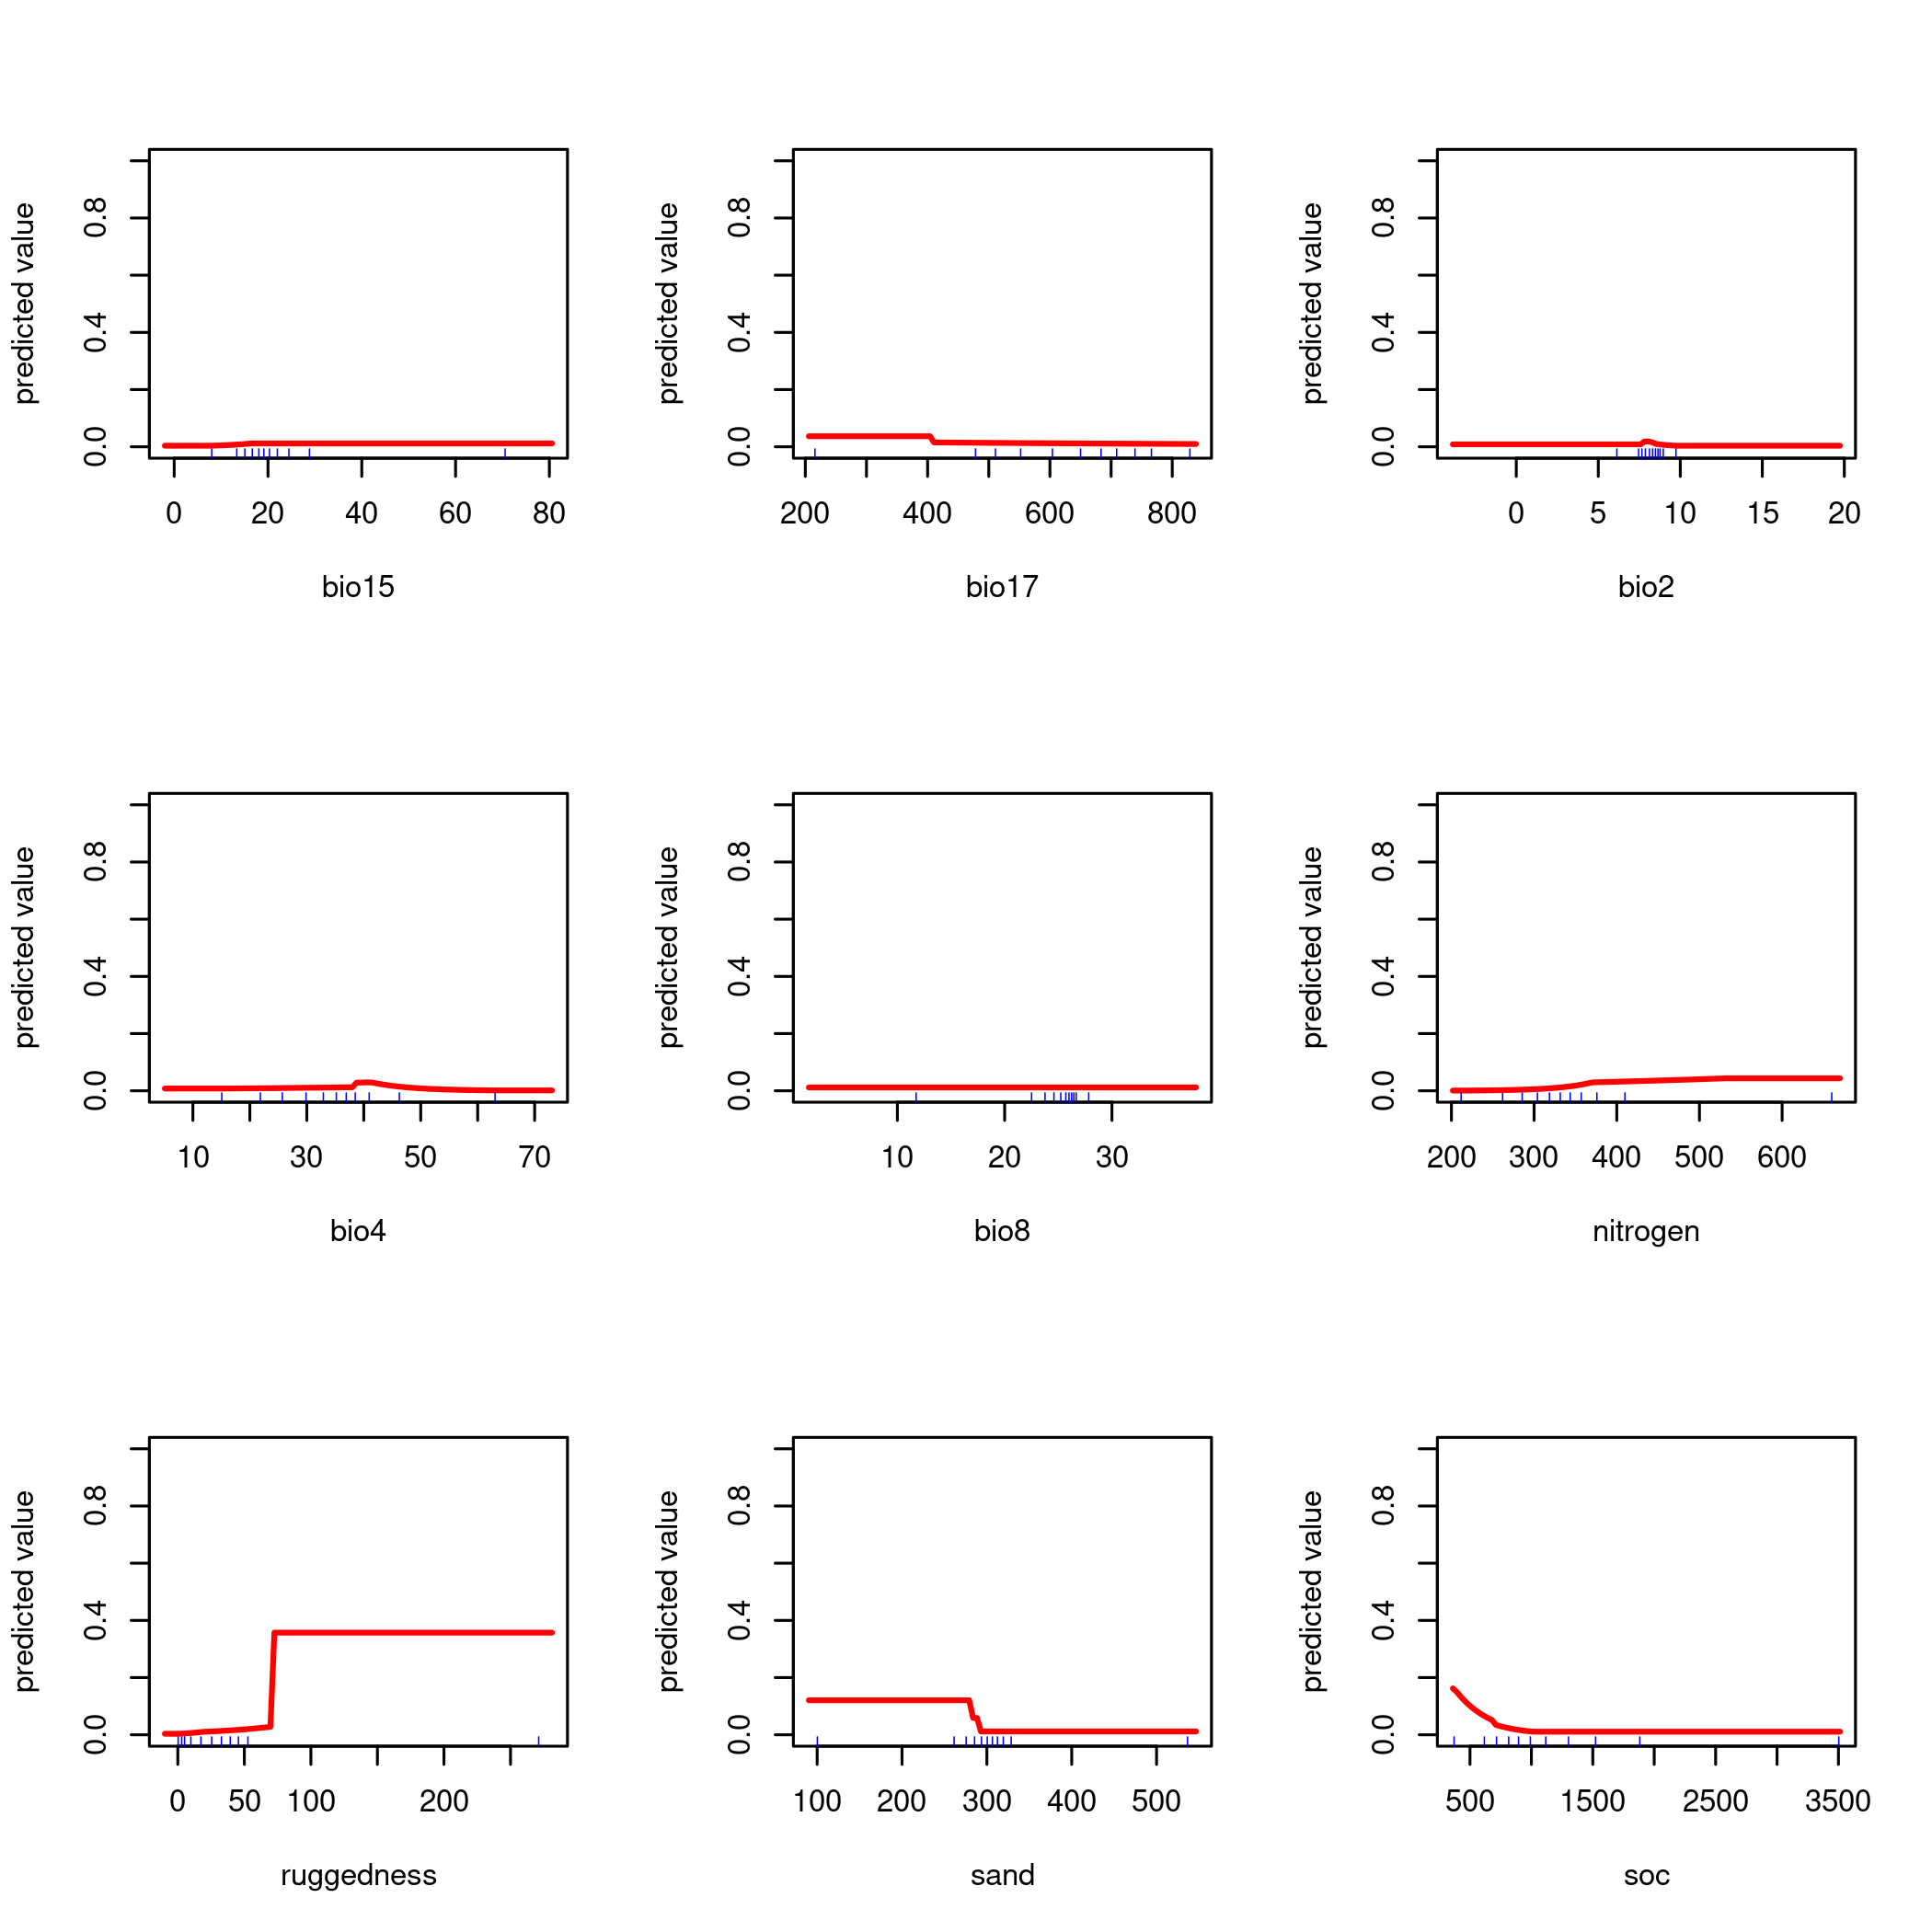 predicted value
0.0 0.4 0.8
0 20 40 60 80
bio15
predicted value
0.0 0.4 0.8
200 400 600 800
bio17
predicted value
0.0 0.4 0.8
0 5 10 15 20
bio2
predicted value
0.0 0.4 0.8
10 30 50 70
bio4
predicted value
0.0 0.4 0.8
10 20 30
bio8
predicted value
0.0 0.4 0.8
200 300 400 500 600
nitrogen
predicted value
0.0 0.4 0.8
0 50 100 200
ruggedness
predicted value
0.0 0.4 0.8
100 200 300 400 500
sand
predicted value
0.0 0.4 0.8
500 1500 2500 3500
soc